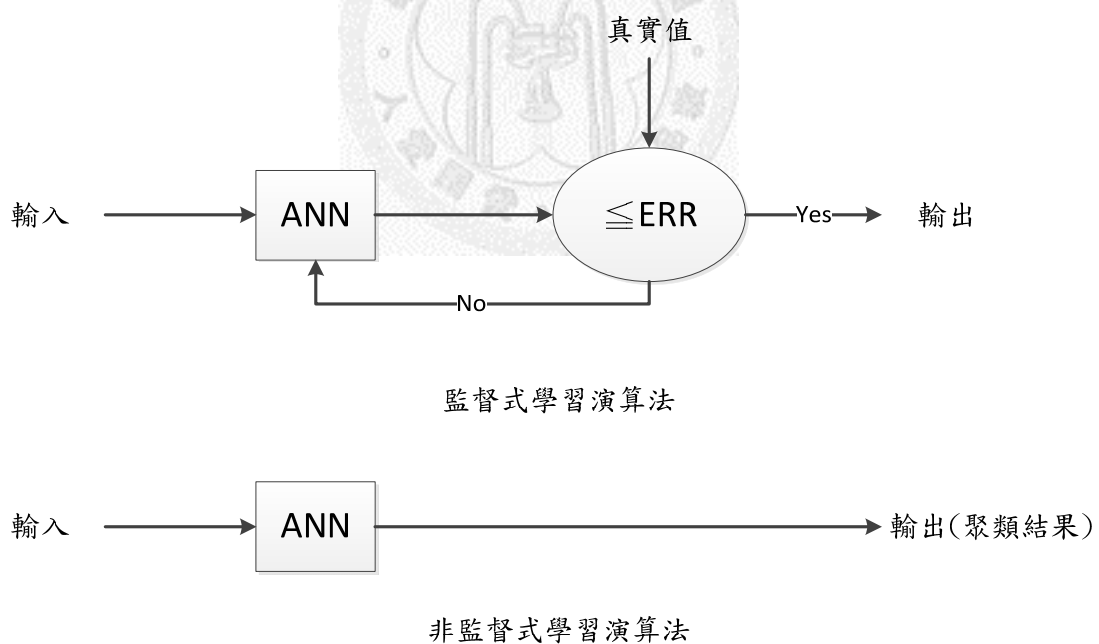 真實值
輸入
ANN
≦ERR
Yes
輸出
No
監督式學習演算法
輸入
ANN
輸出(聚類結果)
非監督式學習演算法